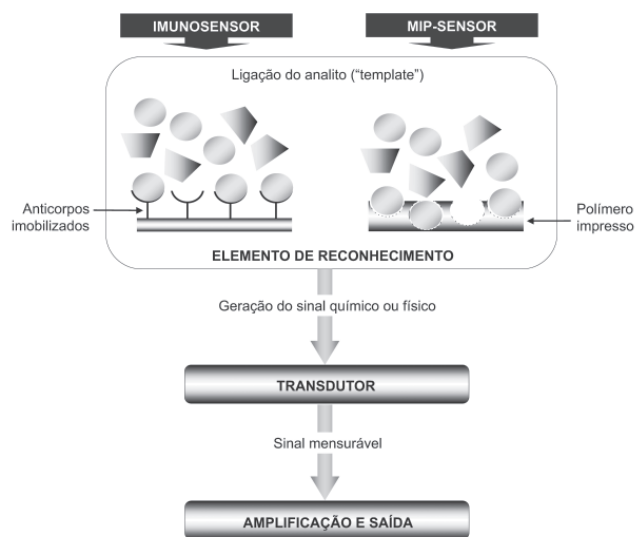 IMUNOSENSOR
MIP-SENSOR
Ligação do analito (“template”)
Anticorpos
imobilizados
Polímero
impresso
ELEMENTO DE RECONHECIMENTO
Geração do sinal químico ou físico
TRANSDUTOR
Sinal mensurável
AMPLIFICAÇÃO E SAÍDA